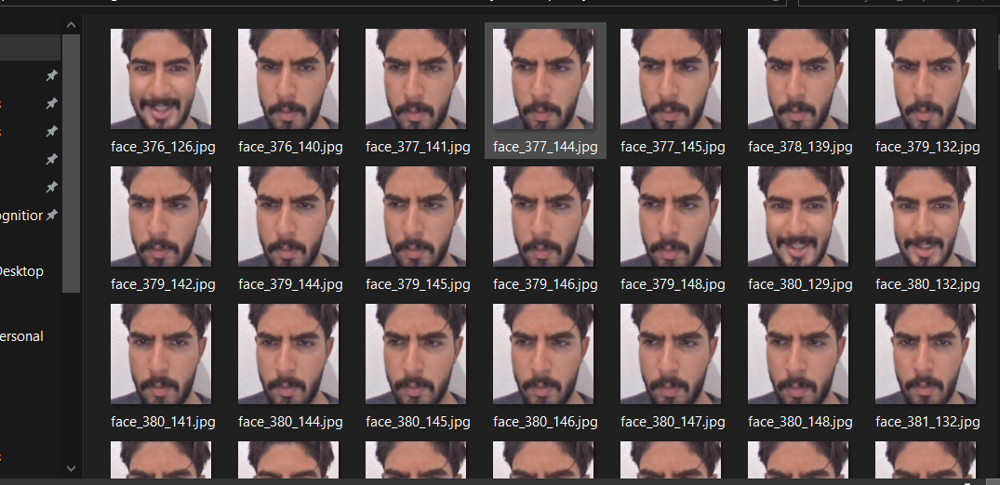 face_376_126.jpg face_376_140.jpg face_377_141.jpg face_377_144.jpg face_377_145.jpg face_378_139.jpg face_379_132.jpg
face_379_142.jpg face_379_144.jpg face_379_145.jpg face_379_146.jpg face_379_148.jpg face_380_129.jpg face_380_132.jpg
ognition
Desktop
face_380_141.jpg face_380_144.jpg face_380_145.jpg face_380_146.jpg face_380_147.jpg face_380_148.jpg face_381_132.jpg
ersonal